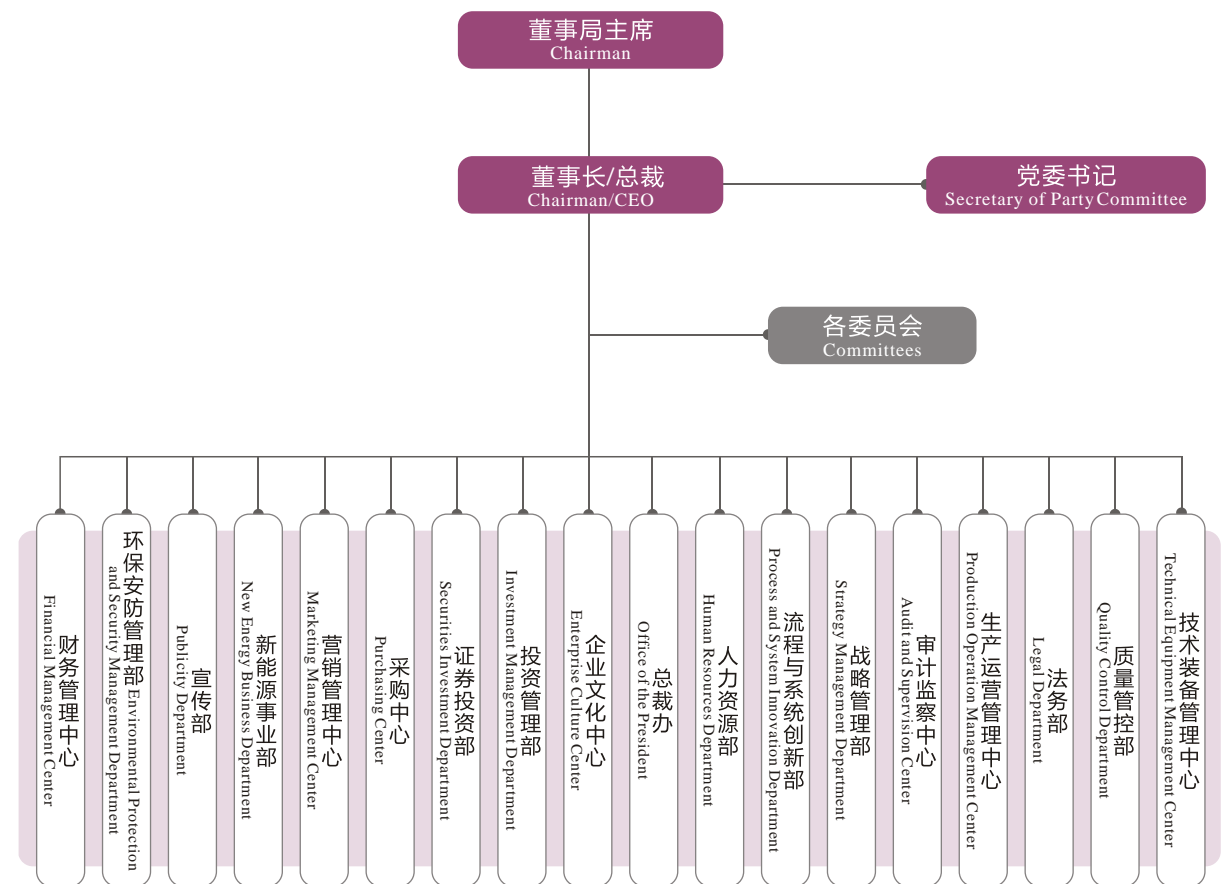 董事局主席
Chairman
董事长/总裁
Chairman/CEO
党委书记
Secretary of Party Committee
各委员会
Committees
财务管理中心
Financial Management Center
环保安防管理部 Environmental Protection
and Security Management Department
宣传部
Publicity Department
新能源事业部
New Energy Business Department
营销管理中心
Marketing Management Center
采购中心
Purchasing Center
证券投资部
Securities Investment Department
投资管理部
Investment Management Department
企业文化中心
Enterprise Culture Center
总裁办
Office of the President
人力资源部
Human Resources Department
流程与系统创新部
Process and System Innovation Department
战略管理部
Strategy Management Department
审计监察中心
Audit and Supervision Center
生产运营管理中心
Production Operation Management Center
法务部
Legal Department
质量管控部
Quality Control Department
技术装备管理中心
Technical Equipment Management Center